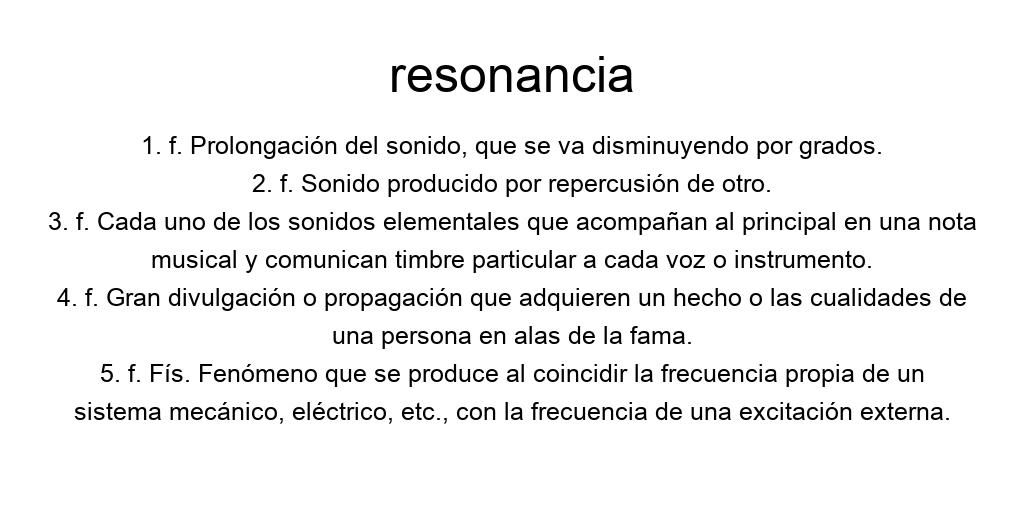 resonancia
1. f. Prolongación del sonido, que se va disminuyendo por grados.
2. f. Sonido producido por repercusión de otro.
3. f. Cada uno de los sonidos elementales que acompañan al principal en una nota
musical y comunican timbre particular a cada voz o instrumento.
4. f. Gran divulgación o propagación que adquieren un hecho o las cualidades de
una persona en alas de la fama.
5. f. Fís. Fenómeno que se produce al coincidir la frecuencia propia de un
sistema mecánico, eléctrico, etc., con la frecuencia de una excitación externa.